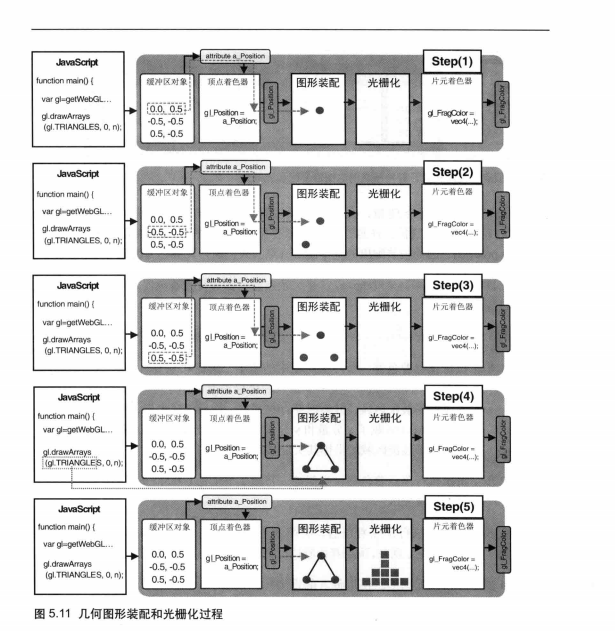 attribute a_Position
Step(1)
JavaScript
function main() {
var gl=getWebGL…
gl.drawArrays
(gl.TRIANGLES, 0, n);
缓冲区对象
0.0, 0.5
-0.5, -0.5
0.5, -0.5
顶点着色器
gl_Position =
a_Position;
gl_Position
图形装配
光栅化
片元着色器
gl_FragColor =
vec4(...);
gl_FragColor
attribute a_Position
Step(2)
JavaScript
function main() {
var gl=getWebGL…
gl.drawArrays
(gl.TRIANGLES, 0, n);
缓冲区对象
0.0, 0.5
-0.5, -0.5
0.5, -0.5
顶点着色器
gl_Position =
a_Position;
gl_Position
图形装配
光栅化
片元着色器
gl_FragColor =
vec4(...);
gl_FragColor
attribute a_Position
Step(3)
JavaScript
function main() {
var gl=getWebGL…
gl.drawArrays
(gl.TRIANGLES, 0, n);
缓冲区对象
0.0, 0.5
-0.5, -0.5
0.5, -0.5
顶点着色器
gl_Position =
a_Position;
gl_Position
图形装配
光栅化
片元着色器
gl_FragColor =
vec4(...);
gl_FragColor
attribute a_Position
Step(4)
JavaScript
function main() {
var gl=getWebGL…
gl.drawArrays
(gl.TRIANGLES, 0, n);
缓冲区对象
0.0, 0.5
-0.5, -0.5
0.5, -0.5
顶点着色器
gl_Position =
a_Position;
gl_Position
图形装配
光栅化
片元着色器
gl_FragColor =
vec4(...);
gl_FragColor
attribute a_Position
Step(5)
JavaScript
function main() {
var gl=getWebGL…
gl.drawArrays
(gl.TRIANGLES, 0, n);
缓冲区对象
0.0, 0.5
-0.5, -0.5
0.5, -0.5
顶点着色器
gl_Position =
a_Position;
gl_Position
图形装配
光栅化
片元着色器
gl_FragColor =
vec4(...);
gl_FragColor
图 5.11 几何图形装配和光栅化过程